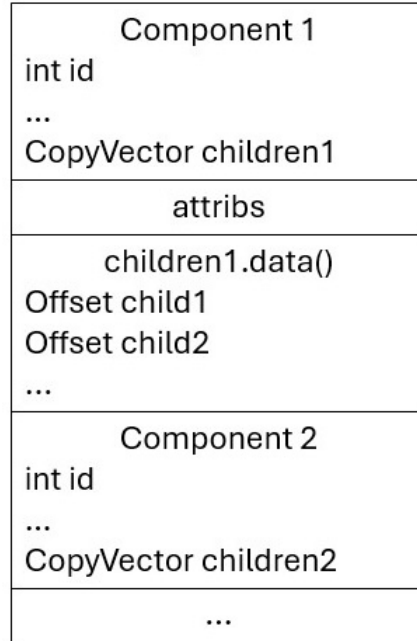 Component 1
int id
...
CopyVector children1
attribs
children1.data()
Offset child1
Offset child2
...
Component 2
int id
...
CopyVector children2
...